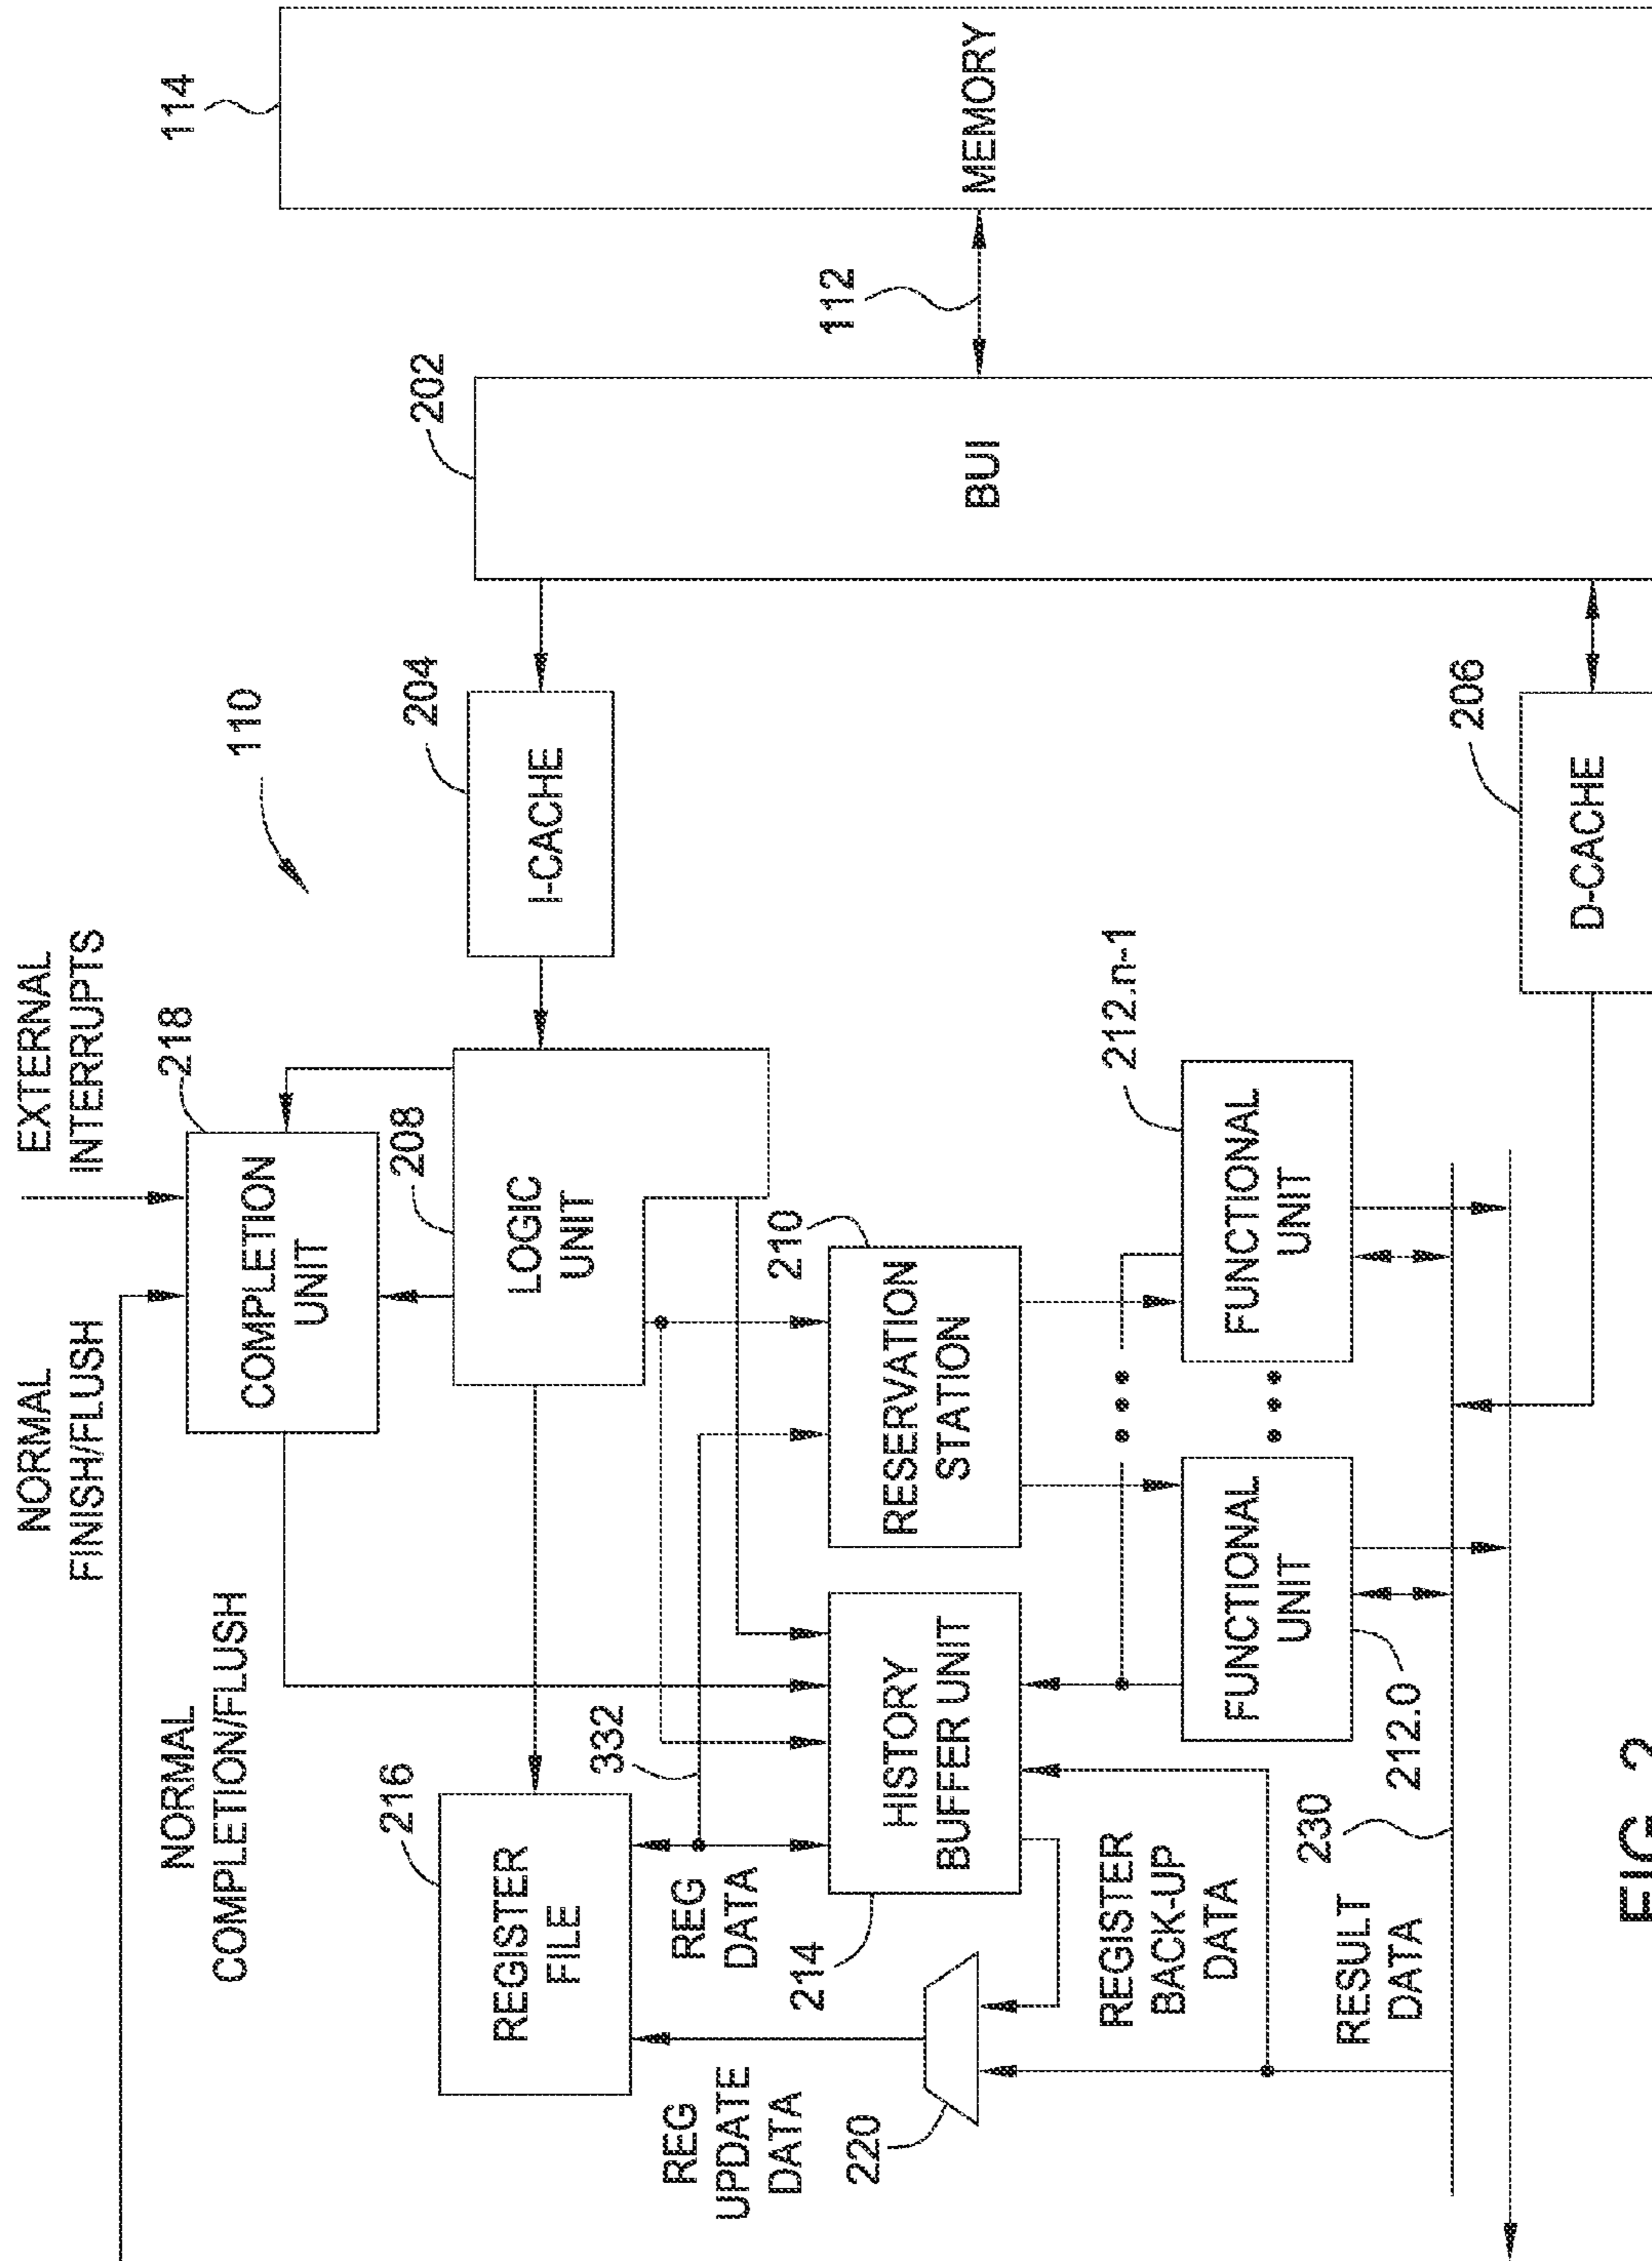 EXTERNAL
INTERRUPTS
NORMAL
FINISH/FLUSH
218
114
COMPLETION
UNIT
110
NORMAL
COMPLETION/FLUSH
216
208
204
202
REGISTER
FILE
LOGIC
UNIT
I-CACHE
332
REG
DATA
REG
UPDATE
DATA
210
112
214
220
HISTORY
BUFFER UNIT
RESERVATION
STATION
BUI
MEMORY
REGISTER
BACK-UP
DATA
212.n-1
FUNCTIONAL
UNIT
FUNCTIONAL
UNIT
RESULT
DATA
230
212.0
206
D-CACHE
FIG. 2